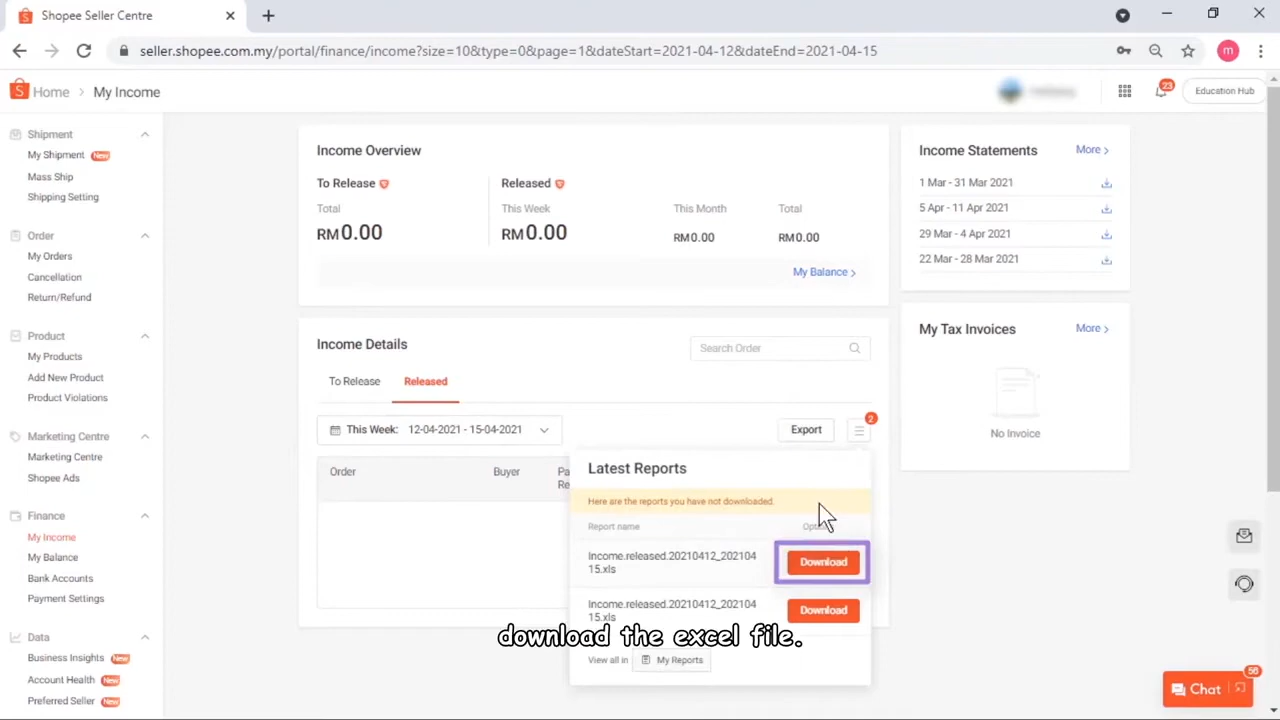 Shopee Seller Centre
seller.shopee.com.my/portal/finance/income?size=10&type=0&page=1&dateStart=2021-04-12&dateEnd=2021-04-15
m
Home > My Income
23
Education Hub
Shipment
My Shipment New
Mass Ship
Shipping Setting
Order
My Orders
Cancellation
Return/Refund
Product
My Products
Add New Product
Product Violations
Marketing Centre
Marketing Centre
Shopee Ads
Finance
My Income
My Balance
Bank Accounts
Payment Settings
Data
Business Insights New
Account Health New
Preferred Seller New
Income Overview
To Release
Released
Total
This Week
This Month
Total
RM0.00
RM0.00
RM0.00
RM0.00
My Balance >
Income Details
Search Order
To Release
Released
This Week: 12-04-2021 - 15-04-2021
Export
2
Order
Buyer
Latest Reports
Here are the reports you have not downloaded.
Report name
Income.released.20210412_202104
15.xls
Download
Income.released.20210412_202104
15.xls
Download
download the excel file.
View all in
My Reports
Income Statements
More >
1 Mar - 31 Mar 2021
5 Apr - 11 Apr 2021
29 Mar - 4 Apr 2021
22 Mar - 28 Mar 2021
My Tax Invoices
More >
No Invoice
56
Chat